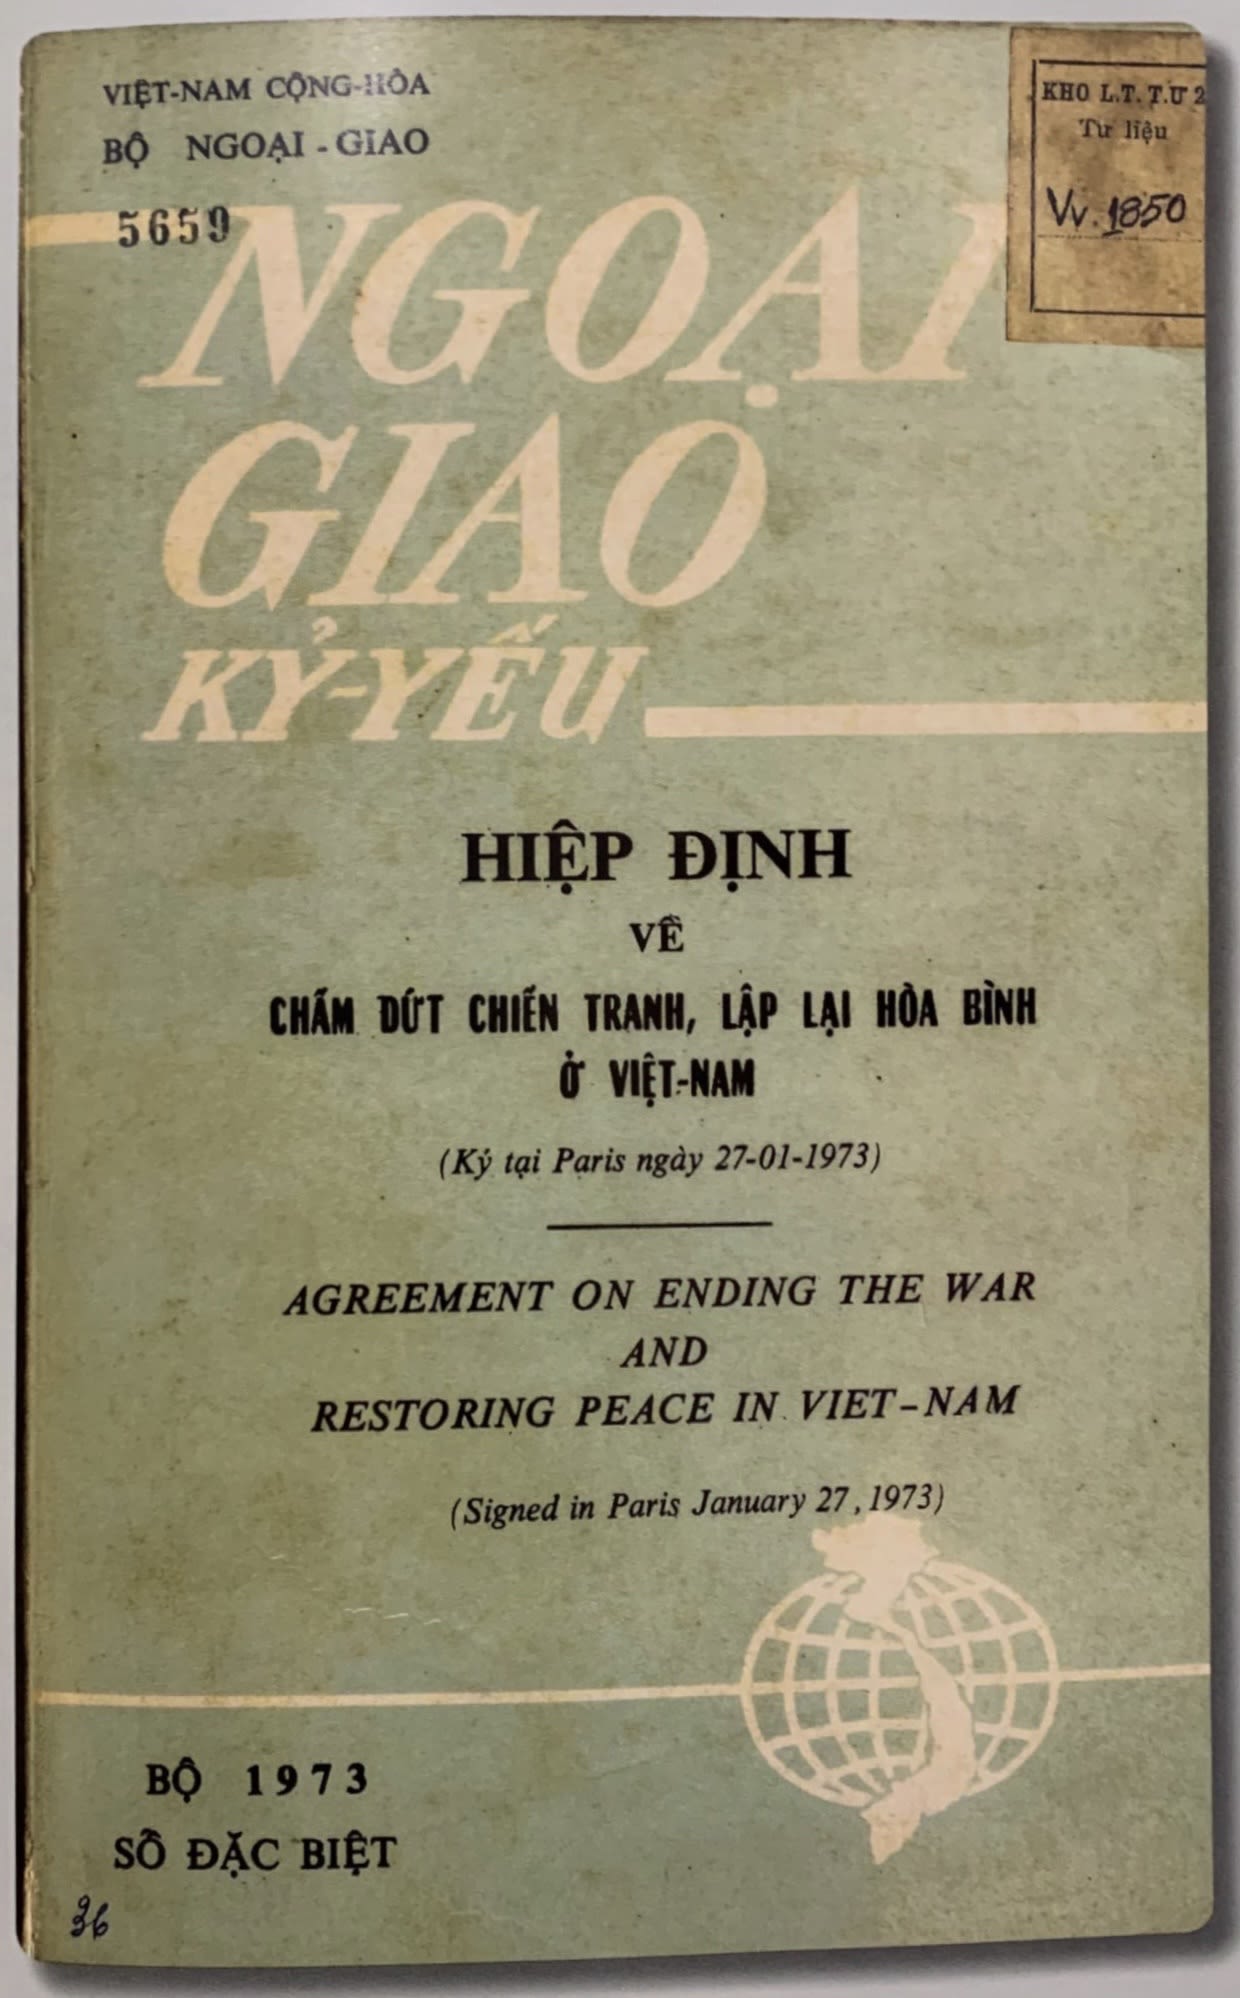 VIỆT-NAM CỘNG-HÒA
BỘ NGOẠI-GIAO
5659
KHO L.T. T.Ư 2
Tư liệu
Vv. 1850
NGOẠI
GIAO
KỶ-YẾU
HIỆP ĐỊNH
VỀ
CHẤM DỨT CHIẾN TRANH, LẬP LẠI HÒA BÌNH
Ở VIỆT-NAM
(Ký tại Paris ngày 27-01-1973)
AGREEMENT ON ENDING THE WAR
AND
RESTORING PEACE IN VIET-NAM
(Signed in Paris January 27, 1973)
BỘ 1973
SỐ ĐẶC BIỆT
36